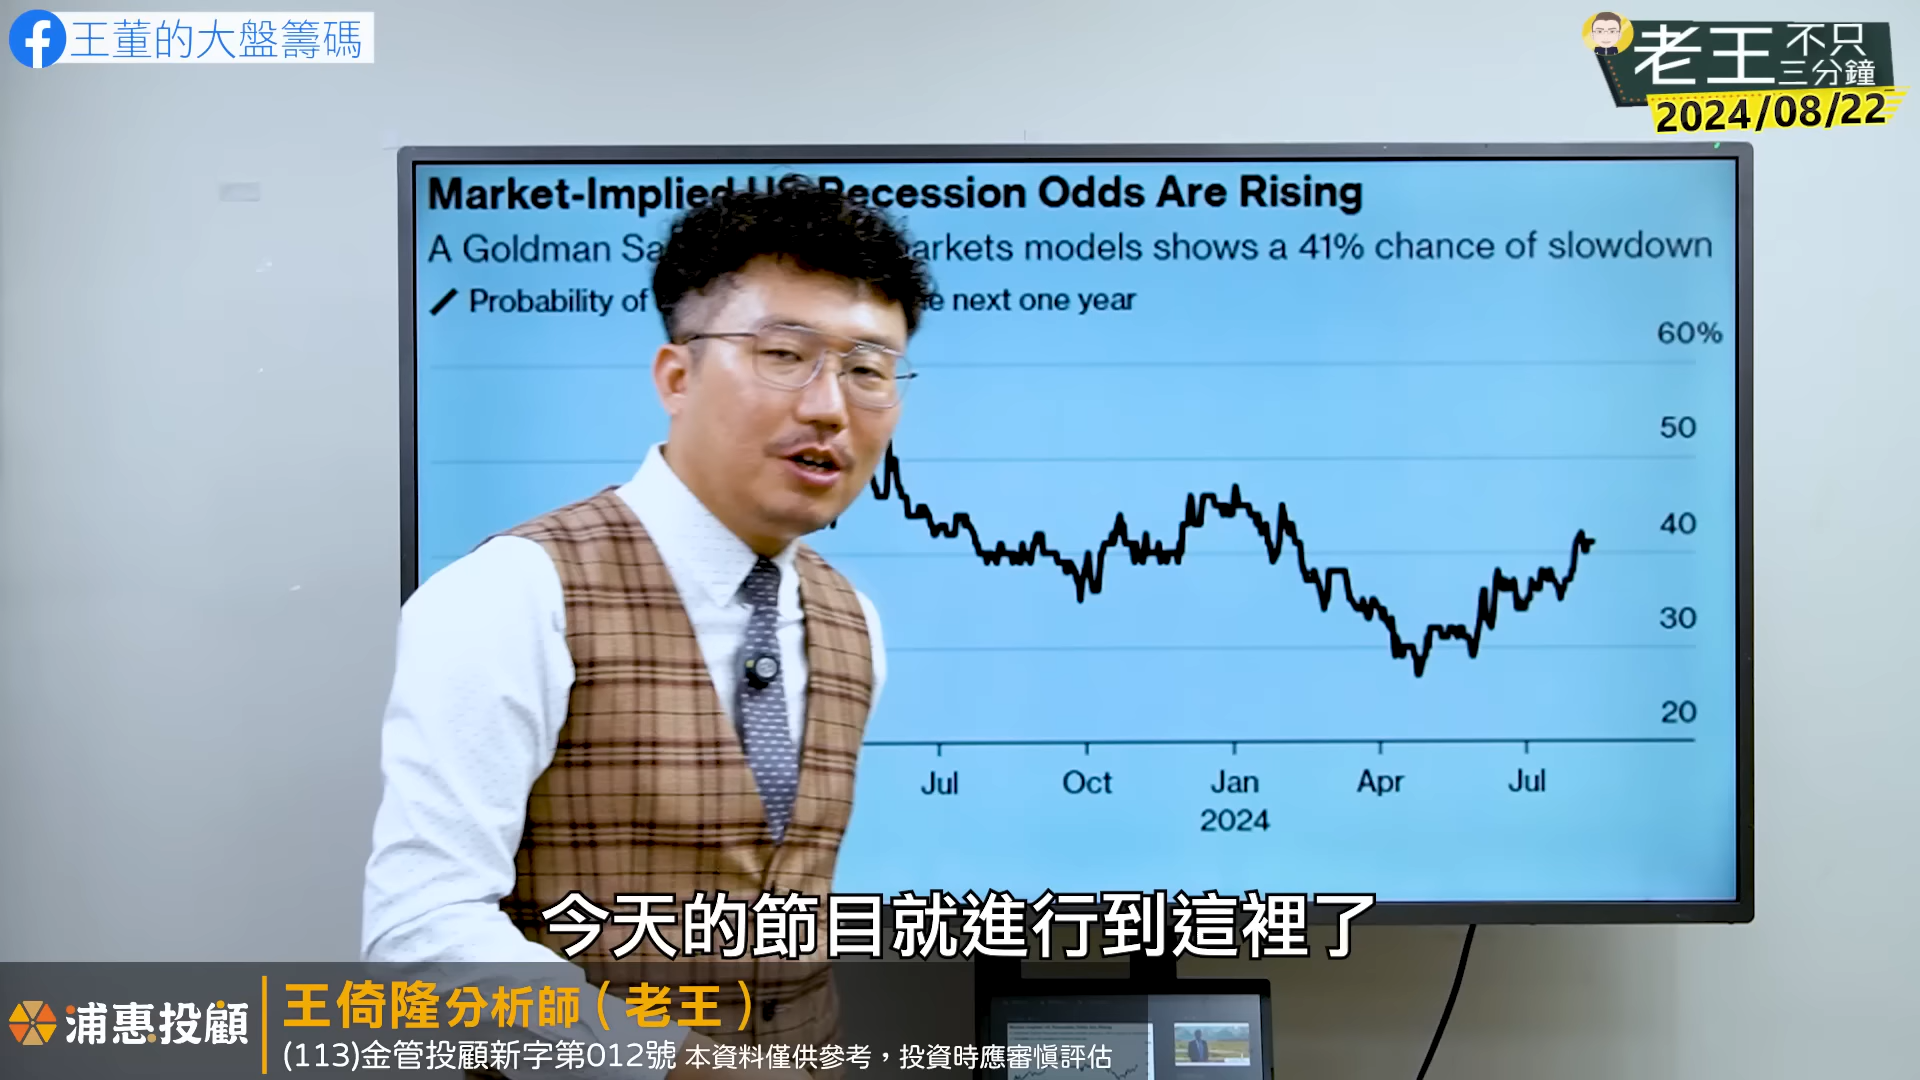 王董的大盤籌碼
老王 不只
三分鐘
2024/08/22
Market-Implied US Recession Odds Are Rising
A Goldman Sa arkets models shows a 41% chance of slowdown
Probability of e next one year
60%
50
40
30
20
Jul Oct Jan Apr Jul
2024
今天的節目就進行到這裡了
浦惠投顧
王倚隆分析師(老王)
(113)金管投顧新字第012號 本資料僅供參考，投資時應審慎評估